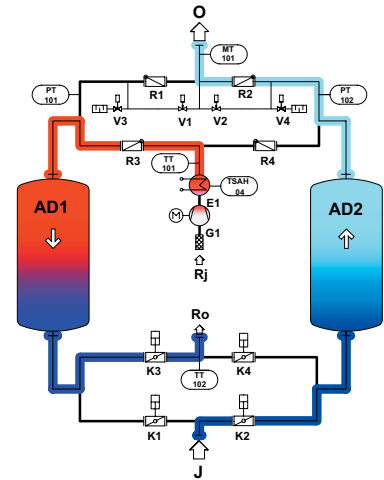 O
MT
101
PT
101
R1
R2
PT
102
V3
V1
V2
V4
R3
TT
101
R4
AD1
TSAH
04
E1
AD2
M
G1
Rj
Ro
K3
TT
102
K4
K1
K2
J